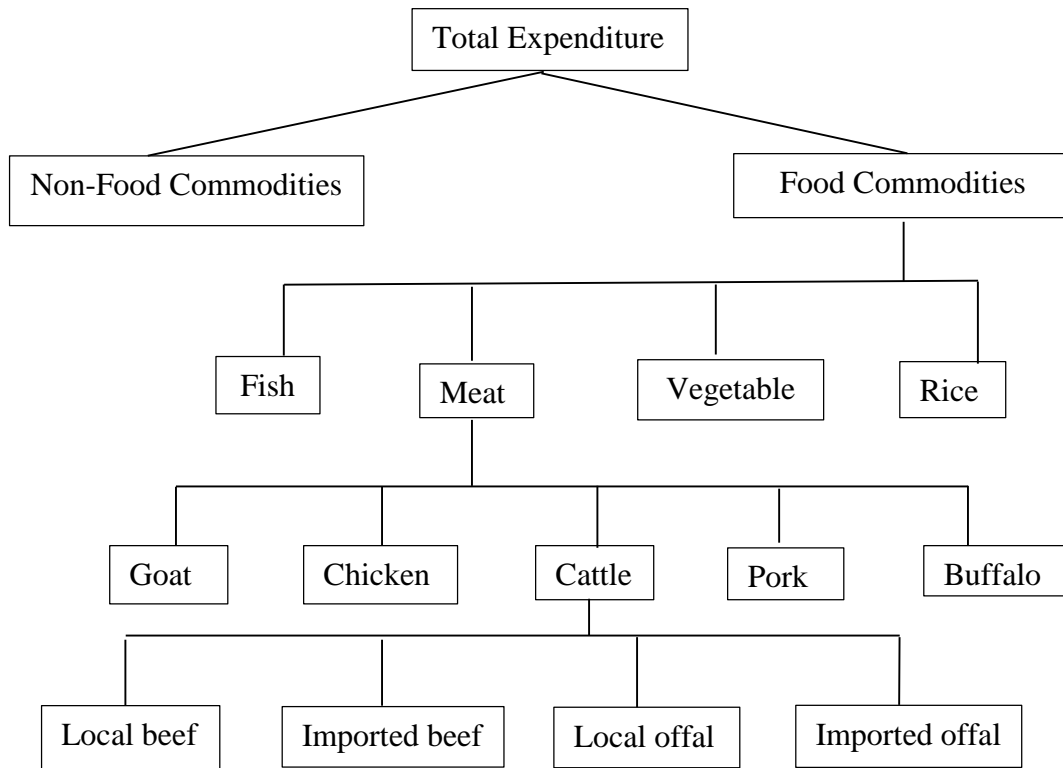 Total Expenditure
Non-Food Commodities
Food Commodities
Fish
Meat
Vegetable
Rice
Goat
Chicken
Cattle
Pork
Buffalo
Local beef
Imported beef
Local offal
Imported offal